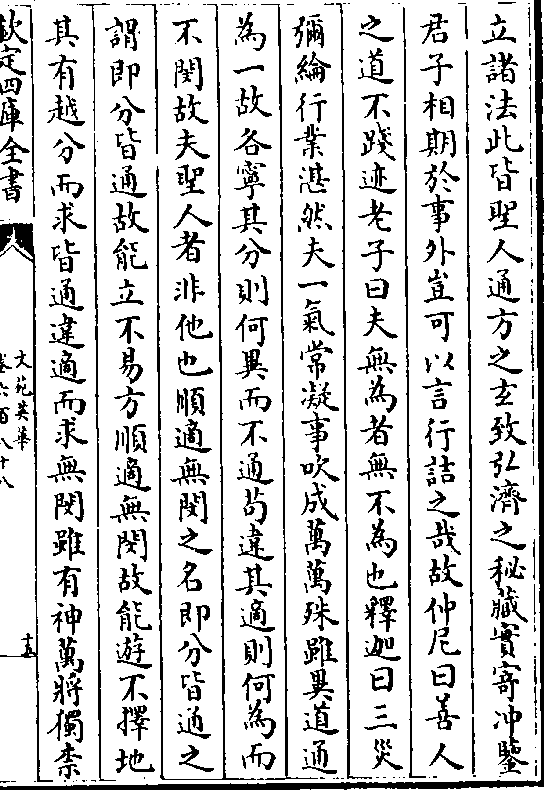 立諸法此皆聖人通方之玄致弘濟之秘藏實寄冲鑒
君子相期於事外豈可以言行詰之哉故仲尼曰善人
之道不踐迹老子曰夫無為者無不為也釋迦曰三災
彌綸行業湛然夫一氣常凝事吹成萬萬殊雖異道通
為一故各寧其分則何異而不通苟違其適則何為而
不閡故夫聖人者非他也順適無閡之名即分皆通之
謂即分皆通故能立不易方順適無閡故能遊不擇地
其有越分而求皆通違適而求無閡雖有神萬將獨柰
欽定四庫全書
文苑英華
卷六百八十八
十五